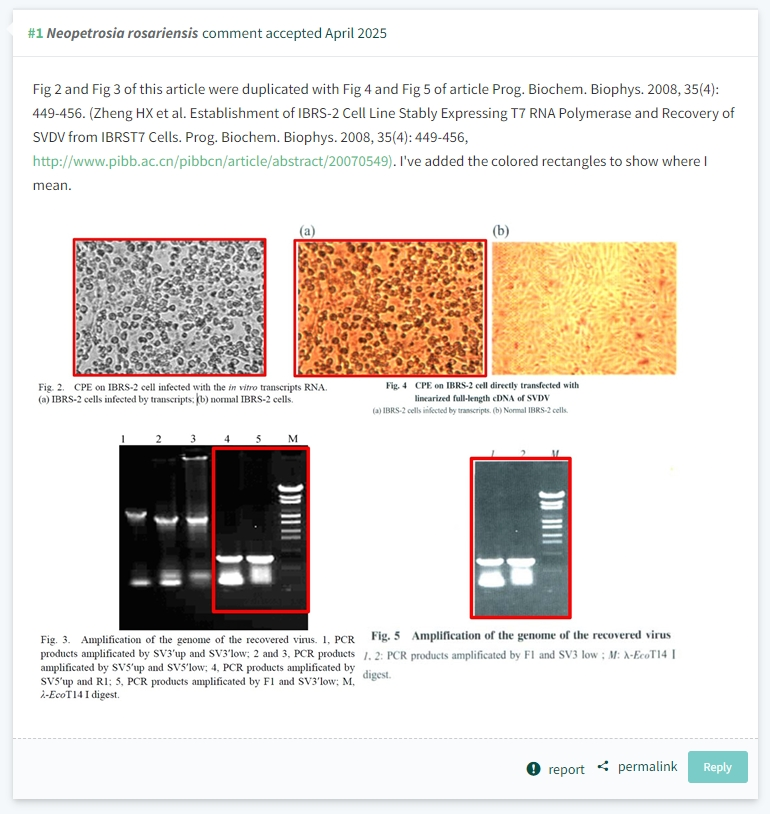 #1 Neopetrosia rosariensis comment accepted April 2025
Fig 2 and Fig 3 of this article were duplicated with Fig 4 and Fig 5 of article Prog. Biochem. Biophys. 2008, 35(4):
449-456. (Zheng HX et al. Establishment of IBRS-2 Cell Line Stably Expressing T7 RNA Polymerase and Recovery of
SVDV from IBRST7 Cells. Prog. Biochem. Biophys. 2008, 35(4): 449-456,
http://www.pibb.ac.cn/pibbcn/article/abstract/20070549). I've added the colored rectangles to show where I
mean.
(a) (b)
Fig. 2. CPE on IBRS-2 cell infected with the in vitro transcripts RNA.
(a) IBRS-2 cells infected by transcripts; (b) normal IBRS-2 cells.
Fig. 4 CPE on IBRS-2 cell directly transfected with
linearized full-length cDNA of SVDV
(a) IBRS-2 cells infected by transcripts. (b) Normal IBRS-2 cells.
1 2 3 4 5 M
1 2 M
Fig. 3. Amplification of the genome of the recovered virus. 1, PCR
products amplificated by SV3'up and SV3'low; 2 and 3, PCR products
amplificated by SV5'up and SV5'low; 4, PCR products amplificated by
SV5'up and R1; 5, PCR products amplificated by F1 and SV3'low; M,
λ-EcoT14 I digest.
Fig. 5 Amplification of the genome of the recovered virus
1, 2: PCR products amplificated by F1 and SV3 low ; M: λ-EcoT14 I
digest.
report permalink Reply